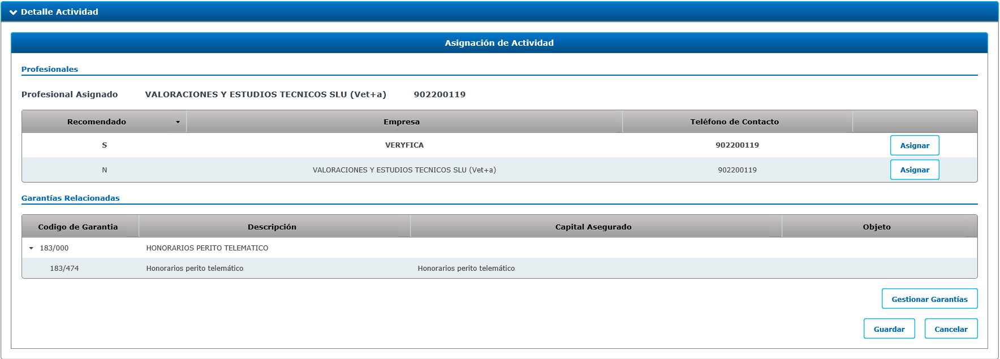 Detalle Actividad
Asignación de Actividad
Profesionales
Profesional Asignado VALORACIONES Y ESTUDIOS TECNICOS SLU (Vet+a) 902200119
Recomendado Empresa Teléfono de Contacto
S VERYFICA 902200119 Asignar
N VALORACIONES Y ESTUDIOS TECNICOS SLU (Vet+a) 902200119 Asignar
Garantías Relacionadas
Codigo de Garantia Descripción Capital Asegurado Objeto
183/000 HONORARIOS PERITO TELEMATICO
183/474 Honorarios perito telemático Honorarios perito telemático
Gestionar Garantías
Guardar Cancelar